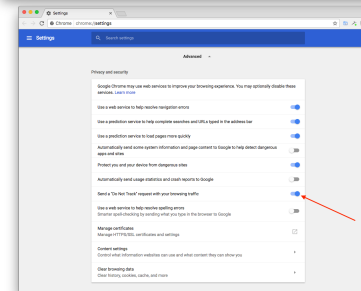 Settings
Chrome chrome://settings
Settings
Search settings
Advanced
Privacy and security
Google Chrome may use web services to improve your browsing experience. You may optionally disable these
services. Learn more
Use a web service to help resolve navigation errors
Use a prediction service to help complete searches and URLs typed in the address bar
Use a prediction service to load pages more quickly
Automatically send some system information and page content to Google to help detect dangerous
apps and sites
Protect you and your device from dangerous sites
Automatically send usage statistics and crash reports to Google
Send a "Do Not Track" request with your browsing traffic
Use a web service to help resolve spelling errors
Smarter spell-checking by sending what you type in the browser to Google
Manage certificates
Manage HTTPS/SSL certificates and settings
Content settings
Control what information websites can use and what content they can show you
Clear browsing data
Clear history, cookies, cache, and more